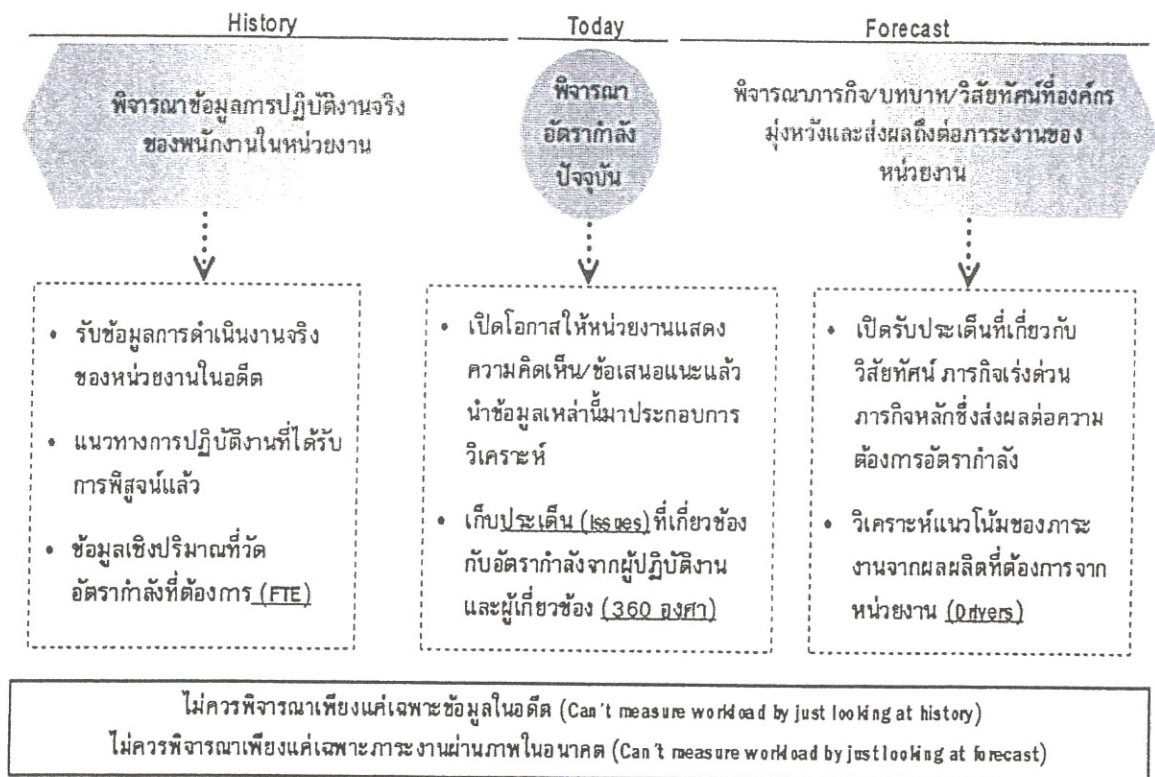 History
Today
Forecast
พิจารณาข้อมูลการปฏิบัติงานจริง
ของพนักงานในหน่วยงาน
พิจารณา
อัตรากำลัง
ปัจจุบัน
พิจารณาภารกิจ/บทบาท/วิสัยทัศน์ที่องค์กร
มุ่งหวังและส่งผลถึงต่อภาระงานของ
หน่วยงาน
• รับข้อมูลการดำเนินงานจริง
ของหน่วยงานในอดีต
• แนวทางการปฏิบัติงานที่ได้รับ
การพิสูจน์แล้ว
• ข้อมูลเชิงปริมาณที่วัด
อัตรากำลังที่ต้องการ (FTE)
• เปิดโอกาสให้หน่วยงานแสดง
ความคิดเห็น/ข้อเสนอแนะแล้ว
นำข้อมูลเหล่านี้มาประกอบการ
วิเคราะห์
• เก็บประเด็น (Issues) ที่เกี่ยวข้อง
กับอัตรากำลังจากผู้ปฏิบัติงาน
และผู้เกี่ยวข้อง (360 องศา)
• เปิดรับประเด็นที่เกี่ยวกับ
วิสัยทัศน์ ภารกิจเร่งด่วน
ภารกิจหลักซึ่งส่งผลต่อความ
ต้องการอัตรากำลัง
• วิเคราะห์แนวโน้มของภาระ
งานจากผลผลิตที่ต้องการจาก
หน่วยงาน (Drivers)
ไม่ควรพิจารณาเพียงแค่เฉพาะข้อมูลในอดีต (Can't measure workload by just looking at history)
ไม่ควรพิจารณาเพียงแค่เฉพาะภาระงานผ่านภาพในอนาคต (Can't measure workload by just looking at forecast)